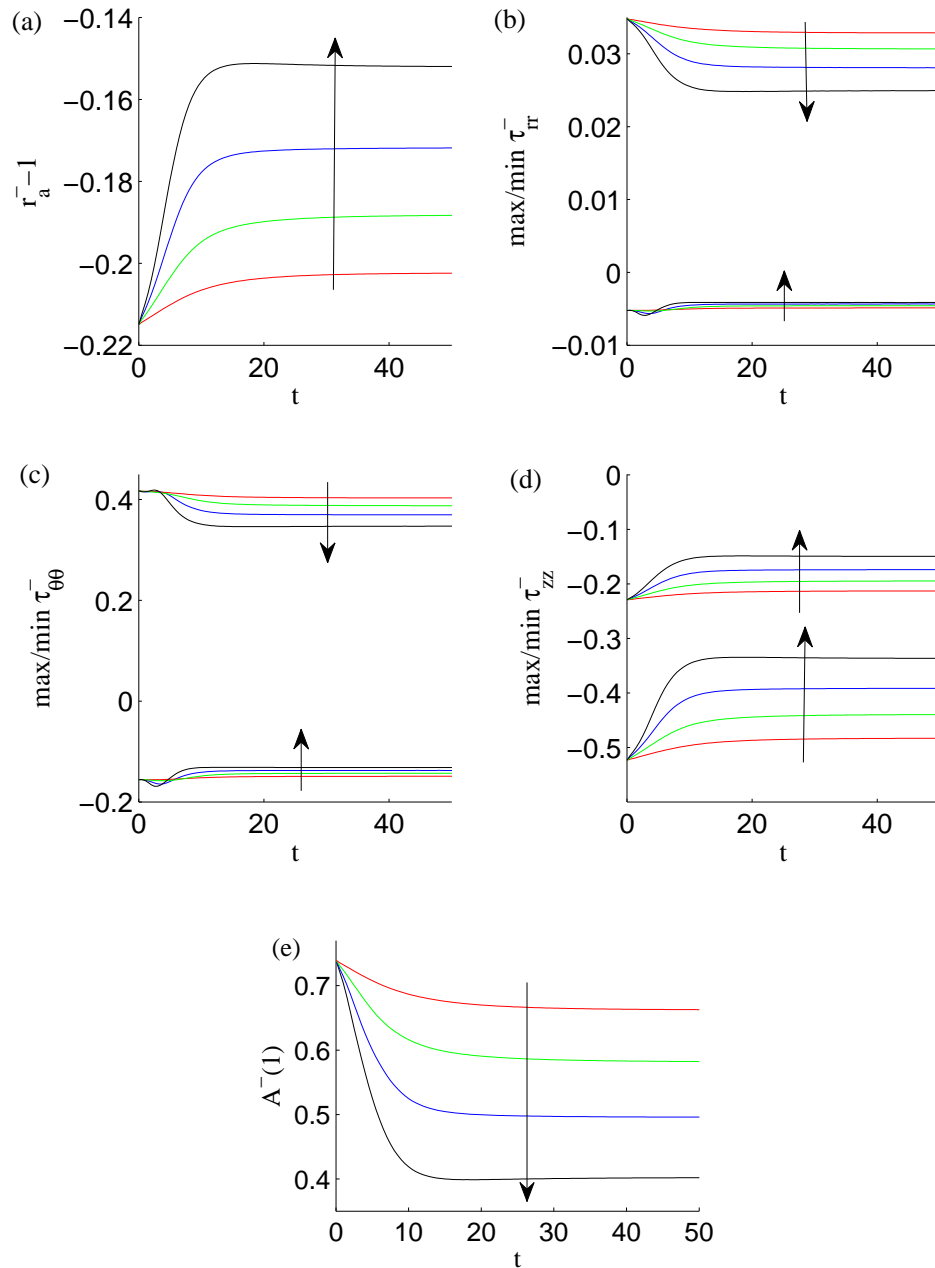 (a)
−0.14
−0.16
−0.18
−0.2
−0.22
r⁻ₐ−1
0 20 40
t
(b)
0.03
0.02
0.01
0
−0.01
max/min τ⁻rr
0 20 40
t
(c)
0.4
0.2
0
−0.2
max/min τ⁻θθ
0 20 40
t
(d)
0
−0.1
−0.2
−0.3
−0.4
−0.5
max/min τ⁻zz
0 20 40
t
(e)
0.7
0.6
0.5
0.4
A⁻(1)
0 10 20 30 40 50
t